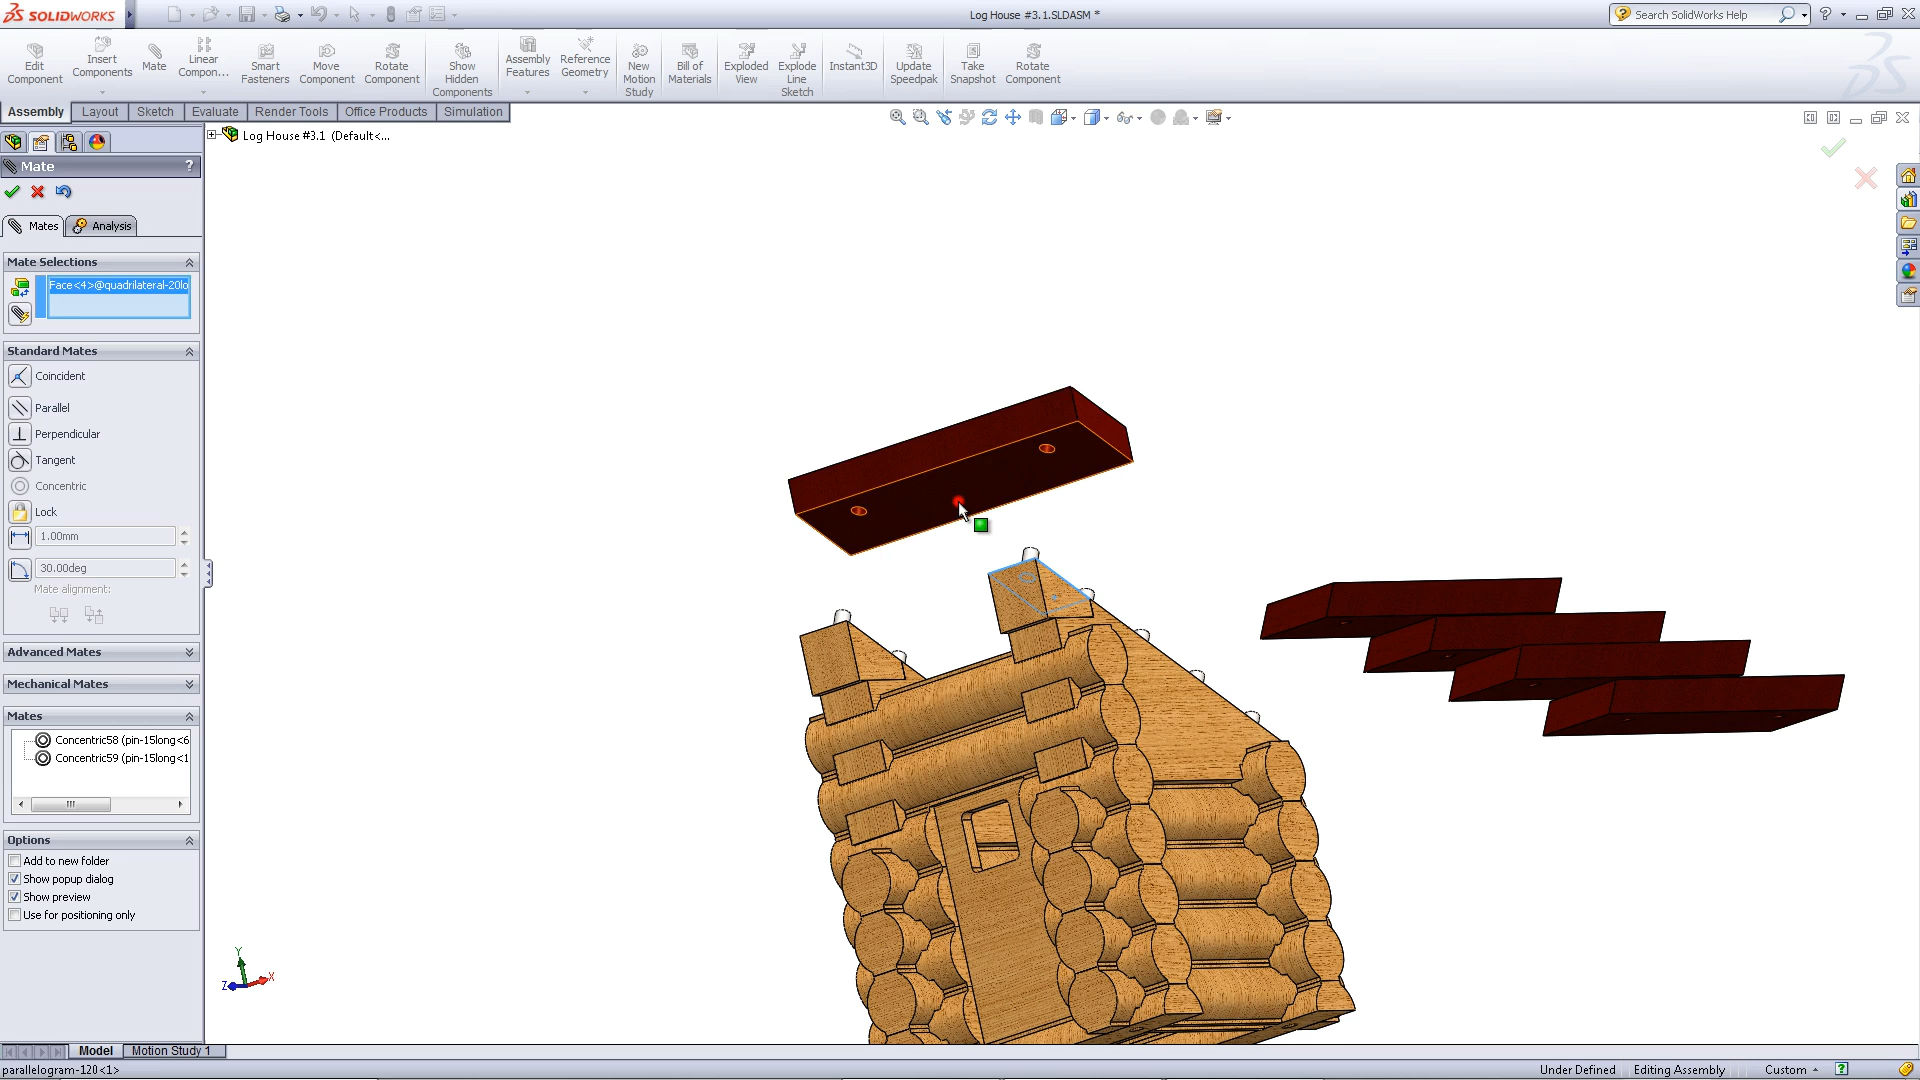 SOLIDWORKS
Log House #3.1.SLDASM *
Search SolidWorks Help
Edit Component
Insert Components
Mate
Linear Compon...
Smart Fasteners
Move Component
Rotate Component
Show Hidden Components
Assembly Features
Reference Geometry
New Motion Study
Bill of Materials
Exploded View
Explode Line Sketch
Instant3D
Update Speedpak
Take Snapshot
Rotate Component
Assembly
Layout
Sketch
Evaluate
Render Tools
Office Products
Simulation
Log House #3.1 (Default<...
Mate
?
Mates
Analysis
Mate Selections
Face<4>@quadrilateral-20lo
Standard Mates
Coincident
Parallel
Perpendicular
Tangent
Concentric
Lock
1.00mm
30.00deg
Mate alignment:
Advanced Mates
Mechanical Mates
Mates
Concentric58 (pin-15long<6
Concentric59 (pin-15long<1
Options
Add to new folder
Show popup dialog
Show preview
Use for positioning only
Y
X
Z
Model
Motion Study 1
parallelogram-120<1>
Under Defined
Editing Assembly
Custom
?